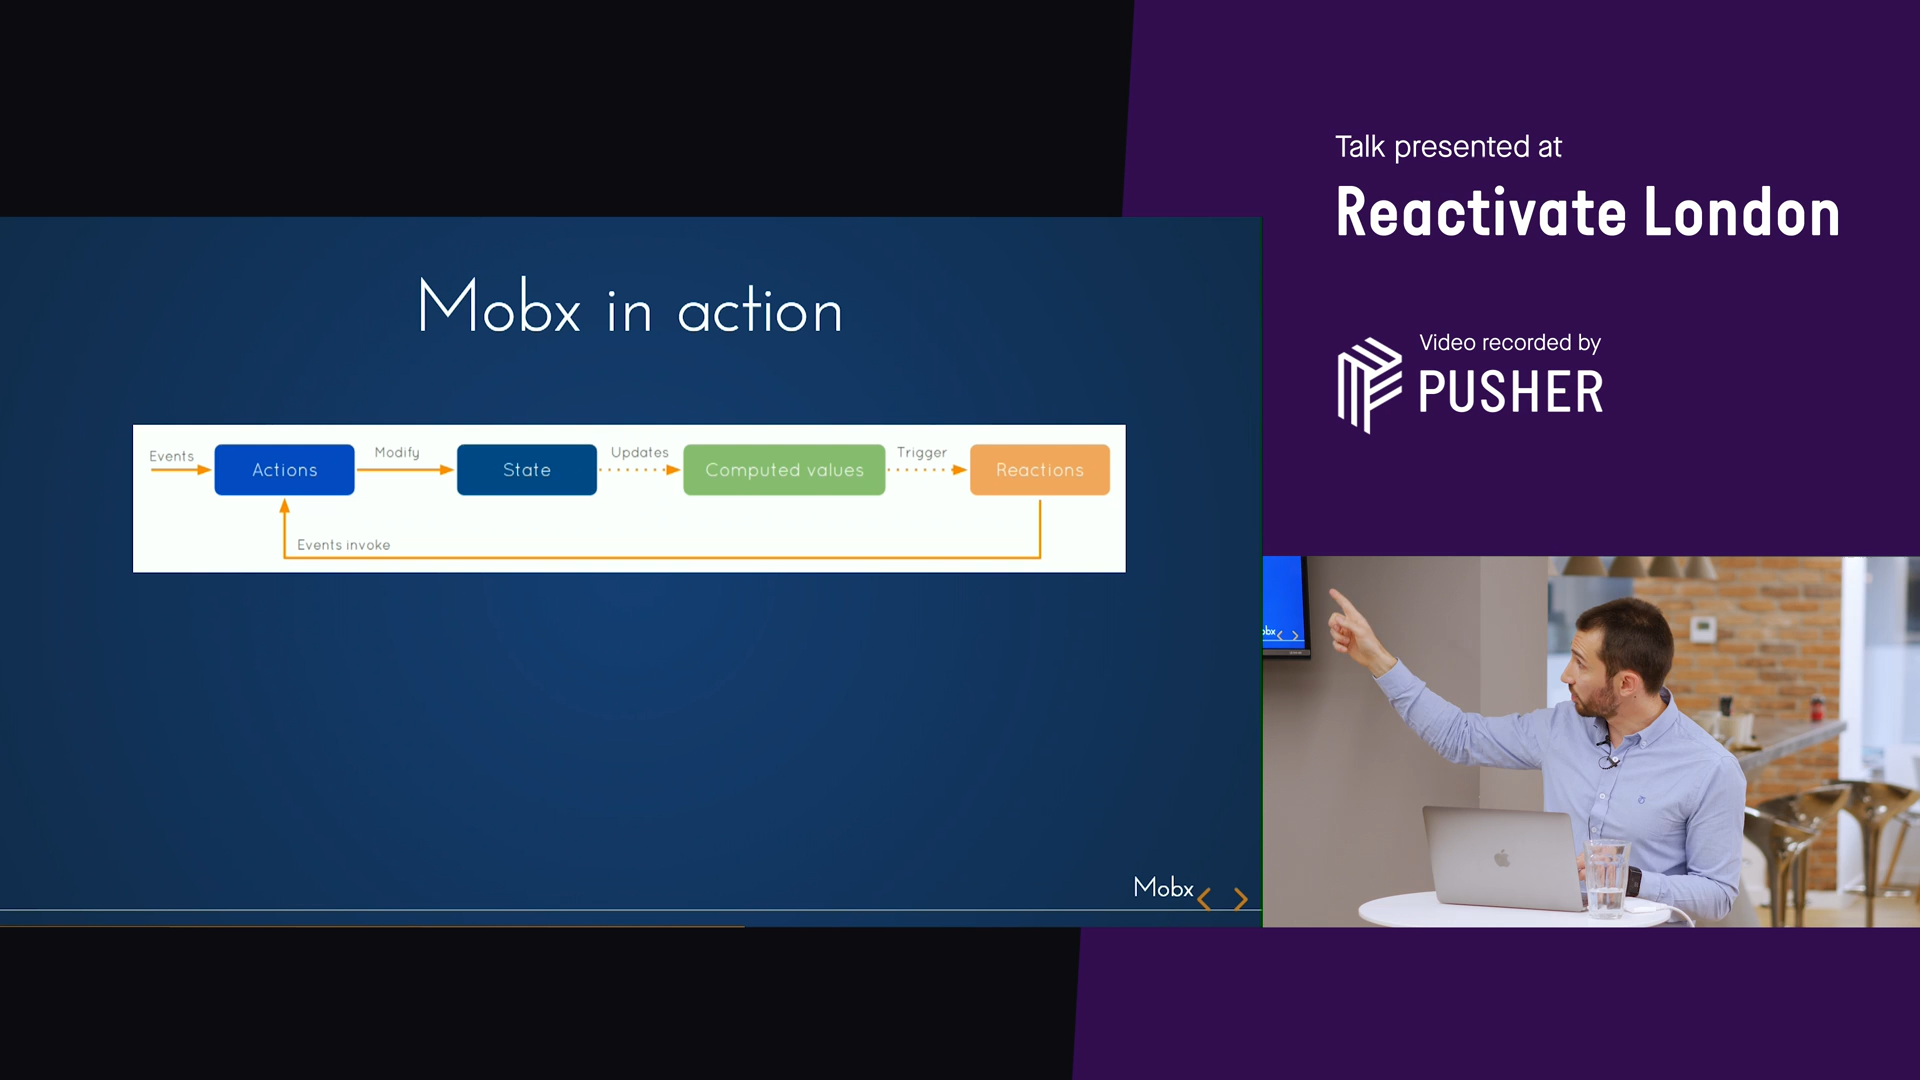 Talk presented at
Reactivate London
Video recorded by
PUSHER
Mobx in action
Events
Actions
Modify
State
Updates
Computed values
Trigger
Reactions
Events invoke
Mobx
obx